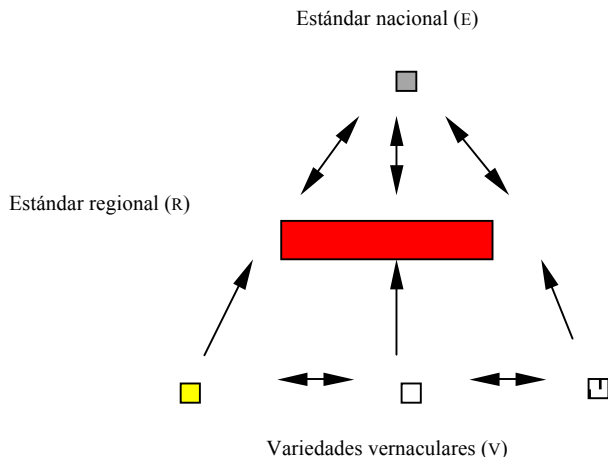 Estándar nacional (E)
Estándar regional (R)
Variedades vernaculares (V)